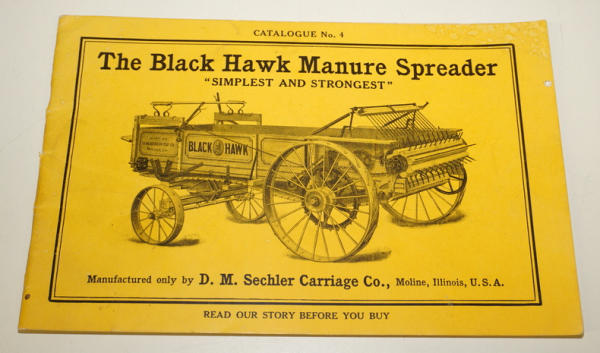 CATALOGUE No. 4
The Black Hawk Manure Spreader
"SIMPLEST AND STRONGEST"
BLACK HAWK
Manufactured only by D. M. Sechler Carriage Co., Moline, Illinois, U.S.A.
READ OUR STORY BEFORE YOU BUY